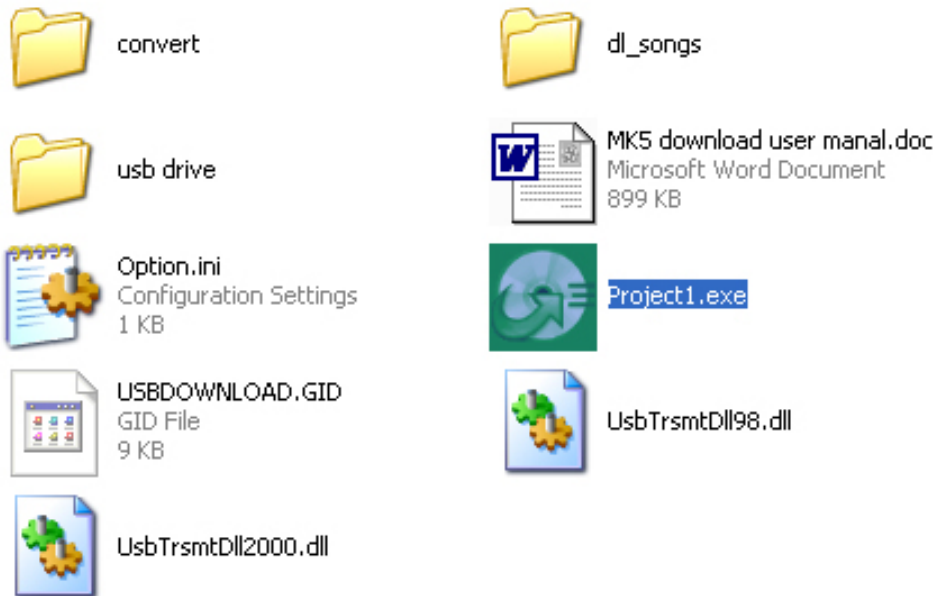 convert
dl_songs
usb drive
MK5 download user manal.doc
Microsoft Word Document
899 KB
Option.ini
Configuration Settings
1 KB
Project1.exe
USBDOWNLOAD.GID
GID File
9 KB
UsbTrsmtDll98.dll
UsbTrsmtDll2000.dll